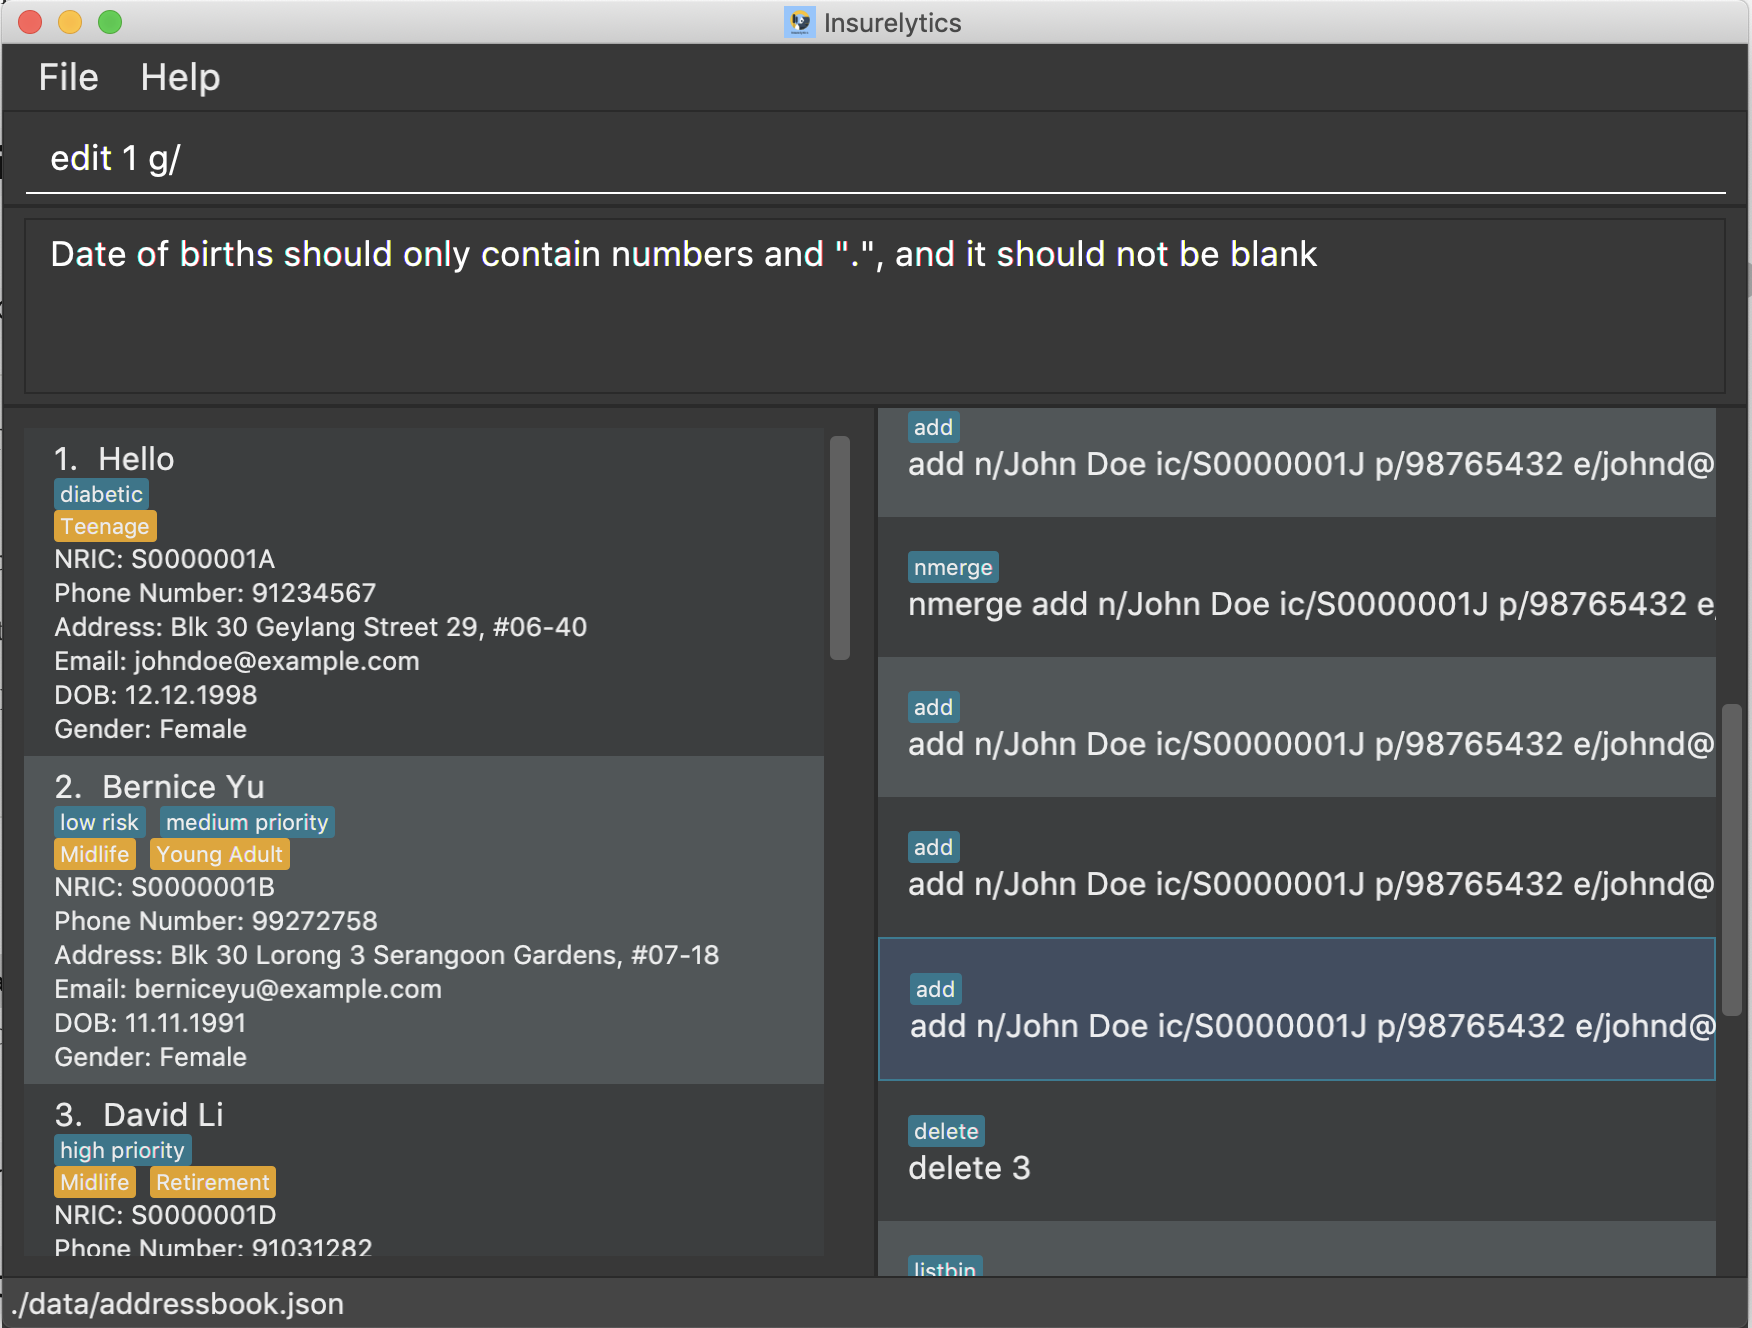 Insurelytics
File Help
edit 1 g/
Date of births should only contain numbers and ".", and it should not be blank
1. Hello
diabetic
Teenage
NRIC: S0000001A
Phone Number: 91234567
Address: Blk 30 Geylang Street 29, #06-40
Email: johndoe@example.com
DOB: 12.12.1998
Gender: Female
2. Bernice Yu
low risk medium priority
Midlife Young Adult
NRIC: S0000001B
Phone Number: 99272758
Address: Blk 30 Lorong 3 Serangoon Gardens, #07-18
Email: berniceyu@example.com
DOB: 11.11.1991
Gender: Female
3. David Li
high priority
Midlife Retirement
NRIC: S0000001D
Phone Number: 91031282
add
add n/John Doe ic/S0000001J p/98765432 e/johnd@
nmerge
nmerge add n/John Doe ic/S0000001J p/98765432 e/
add
add n/John Doe ic/S0000001J p/98765432 e/johnd@
add
add n/John Doe ic/S0000001J p/98765432 e/johnd@
add
add n/John Doe ic/S0000001J p/98765432 e/johnd@
delete
delete 3
listbin
./data/addressbook.json